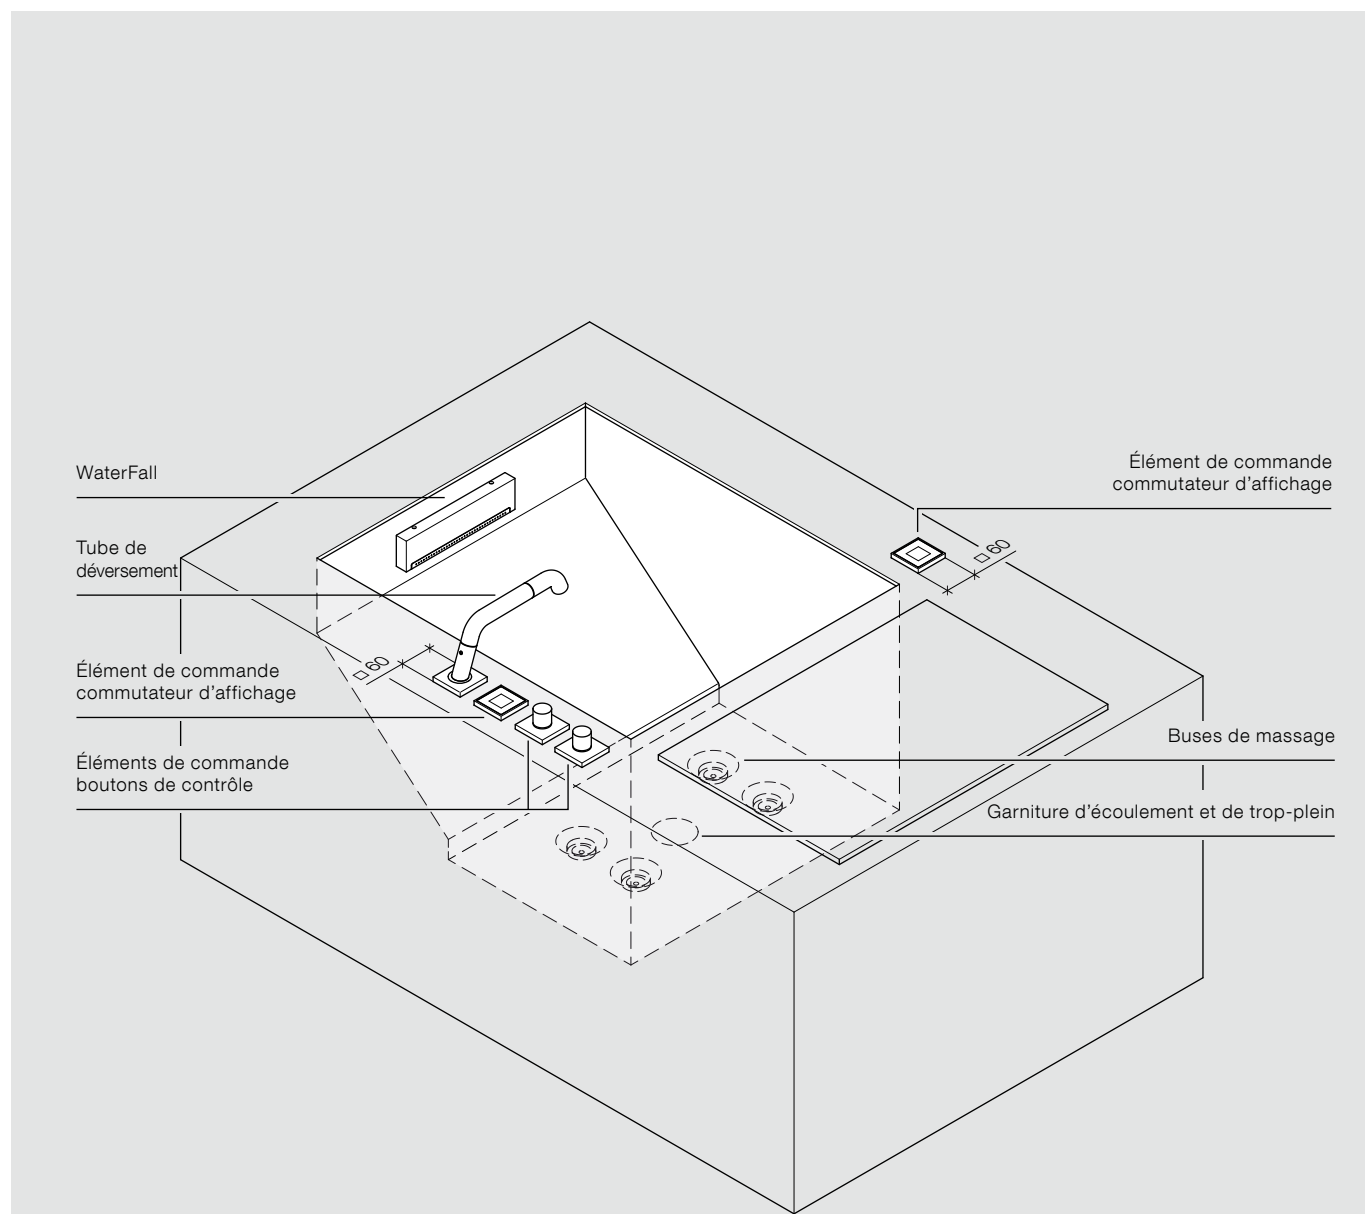 WaterFall
Élément de commande
commutateur d'affichage
Tube de
déversement
□ 60
Élément de commande
commutateur d'affichage
□ 60
Éléments de commande
boutons de contrôle
Buses de massage
Garniture d'écoulement et de trop-plein